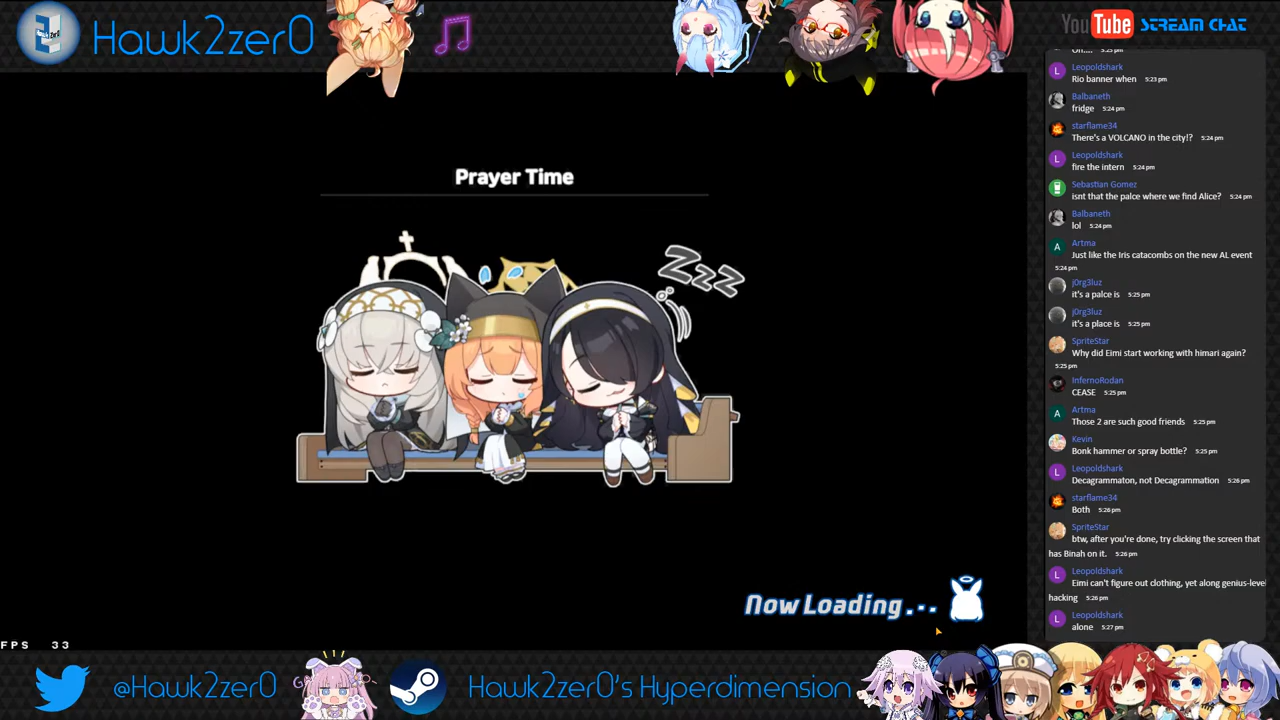 Hawk2zer0
YouTube STREAM CHAT
Oh.... 5:23 pm
Leopoldshark
Rio banner when 5:23 pm
Balbaneth
fridge 5:24 pm
starflame34
There's a VOLCANO in the city!? 5:24 pm
Leopoldshark
fire the intern 5:24 pm
Sebastian Gomez
isnt that the palce where we find Alice? 5:24 pm
Balbaneth
lol 5:24 pm
Artma
Just like the Iris catacombs on the new AL event
5:24 pm
j0rg3luz
it's a palce is 5:25 pm
j0rg3luz
it's a place is 5:25 pm
SpriteStar
Why did Eimi start working with himari again?
5:25 pm
InfernoRodan
CEASE 5:25 pm
Artma
Those 2 are such good friends 5:25 pm
Kevin
Bonk hammer or spray bottle? 5:25 pm
Leopoldshark
Decagrammaton, not Decagrammation 5:26 pm
starflame34
Both 5:26 pm
SpriteStar
btw, after you're done, try clicking the screen that
has Binah on it. 5:26 pm
Leopoldshark
Eimi can't figure out clothing, yet along genius-level
hacking 5:26 pm
Leopoldshark
alone 5:27 pm
Prayer Time
ZZZ
Now Loading...
FPS 33
@Hawk2zer0
Hawk2zer0's Hyperdimension